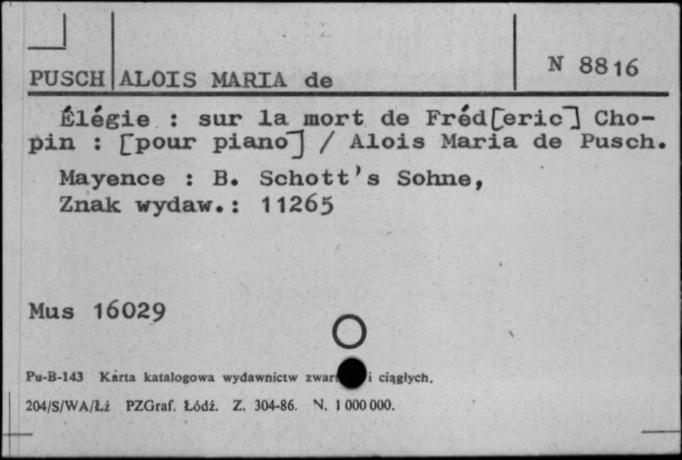 N 8816
PUSCH ALOIS MARIA de
Élégie : sur la mort de Fréd[eric] Cho-
pin : [pour piano] / Alois Maria de Pusch.
Mayence : B. Schott's Sohne,
Znak wydaw.: 11265
Mus 16029
Pu-B-143 Karta katalogowa wydawnictw i ciągłych.
204/S/WA/Łż PZGraf. Łódź. Z. 304-86. N. 1 000 000.